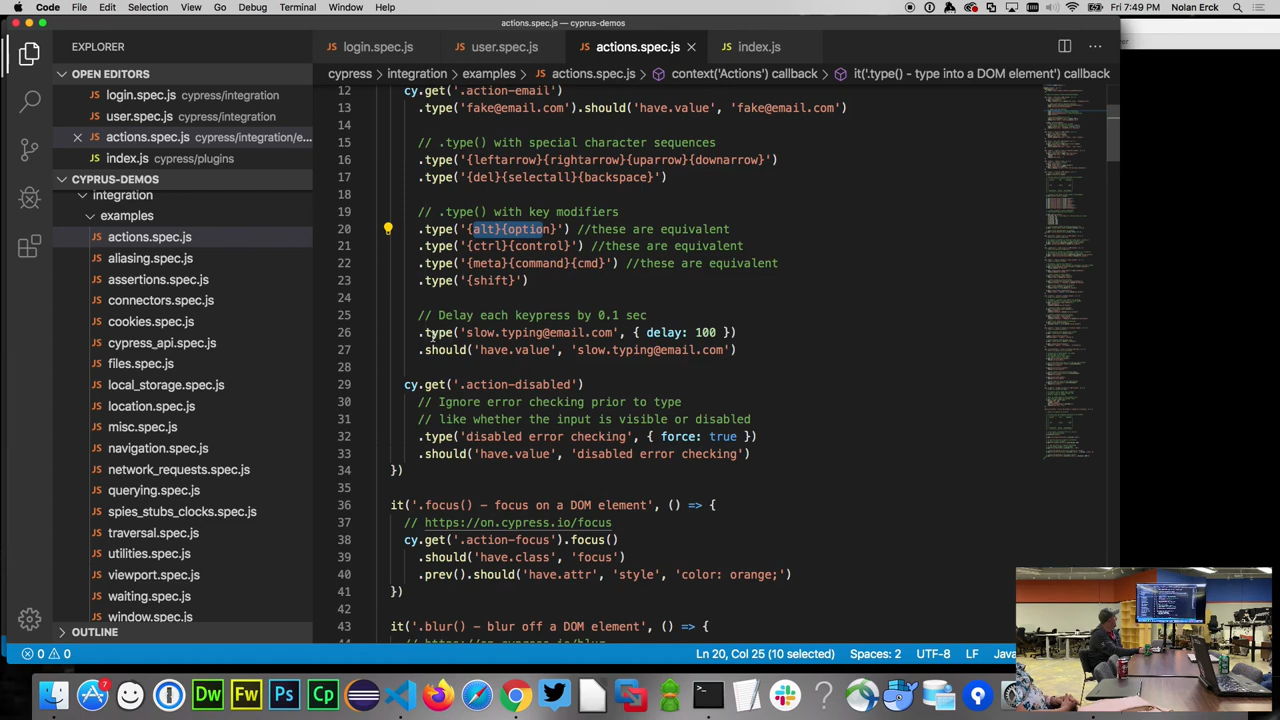 Code File Edit Selection View Go Debug Terminal Window Help
Fri 7:49 PM Nolan Erck
actions.spec.js — cyprus-demos
EXPLORER
login.spec.js
user.spec.js
actions.spec.js
index.js
OPEN EDITORS
cypress › integration › examples › actions.spec.js › context('Actions') callback › it('.type() – type into a DOM element') callback
login.spec.js cypress/integration
user.spec.js cypress/integration
actions.spec.js cypress/integration/e...
index.js cypress/plugins
CYPRUS-DEMOS
integration
examples
actions.spec.js
aliasing.spec.js
assertions.spec.js
connectors.spec.js
cookies.spec.js
cypress_api.spec.js
files.spec.js
local_storage.spec.js
location.spec.js
misc.spec.js
navigation.spec.js
network_requests.spec.js
querying.spec.js
spies_stubs_clocks.spec.js
traversal.spec.js
utilities.spec.js
viewport.spec.js
waiting.spec.js
window.spec.js
OUTLINE
12 cy.get('.action-email')
13 .type('fake@email.com').should('have.value', 'fake@email.com')
14
15 // .type() with special character sequences
16 .type('{leftarrow}{rightarrow}{uparrow}{downarrow}')
17 .type('{del}{selectall}{backspace}')
18
19 // .type() with key modifiers
20 .type('{alt}{option}') //these are equivalent
21 .type('{ctrl}{control}') //these are equivalent
22 .type('{meta}{command}{cmd}') //these are equivalent
23 .type('{shift}')
24
25 // Delay each keypress by 0.1 sec
26 .type('slow.typing@email.com', { delay: 100 })
27 .should('have.value', 'slow.typing@email.com')
28
29 cy.get('.action-disabled')
30 // Ignore error checking prior to type
31 // like whether the input is visible or disabled
32 .type('disabled error checking', { force: true })
33 .should('have.value', 'disabled error checking')
34 })
35
36 it('.focus() – focus on a DOM element', () => {
37 // https://on.cypress.io/focus
38 cy.get('.action-focus').focus()
39 .should('have.class', 'focus')
40 .prev().should('have.attr', 'style', 'color: orange;')
41 })
42
43 it('.blur() – blur off a DOM element', () => {
44 // https://on.cypress.io/blur
0 0
Ln 20, Col 25 (10 selected) Spaces: 2 UTF-8 LF Java
7
Dw Fw Ps Cp